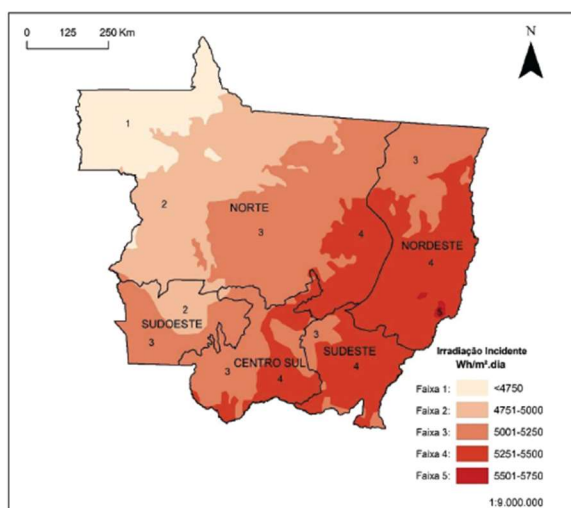 0 125 250 Km
N
1
3
2
NORTE
4
3
NORDESTE
4
2
5
SUDOESTE
3
3
SUDESTE
CENTRO SUL
3
4
4
Irradiação Incidente
Wh/m².dia
Faixa 1: <4750
Faixa 2: 4751-5000
Faixa 3: 5001-5250
Faixa 4: 5251-5500
Faixa 5: 5501-5750
1:9.000.000